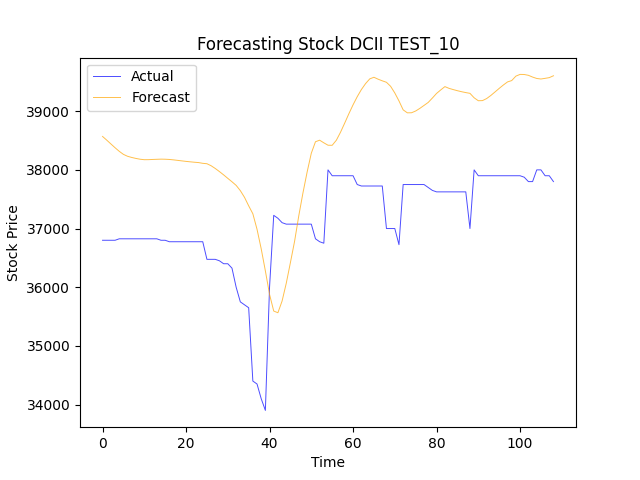 Forecasting Stock DCII TEST_10
Actual
Forecast
39000
38000
37000
36000
35000
34000
Stock Price
0 20 40 60 80 100
Time